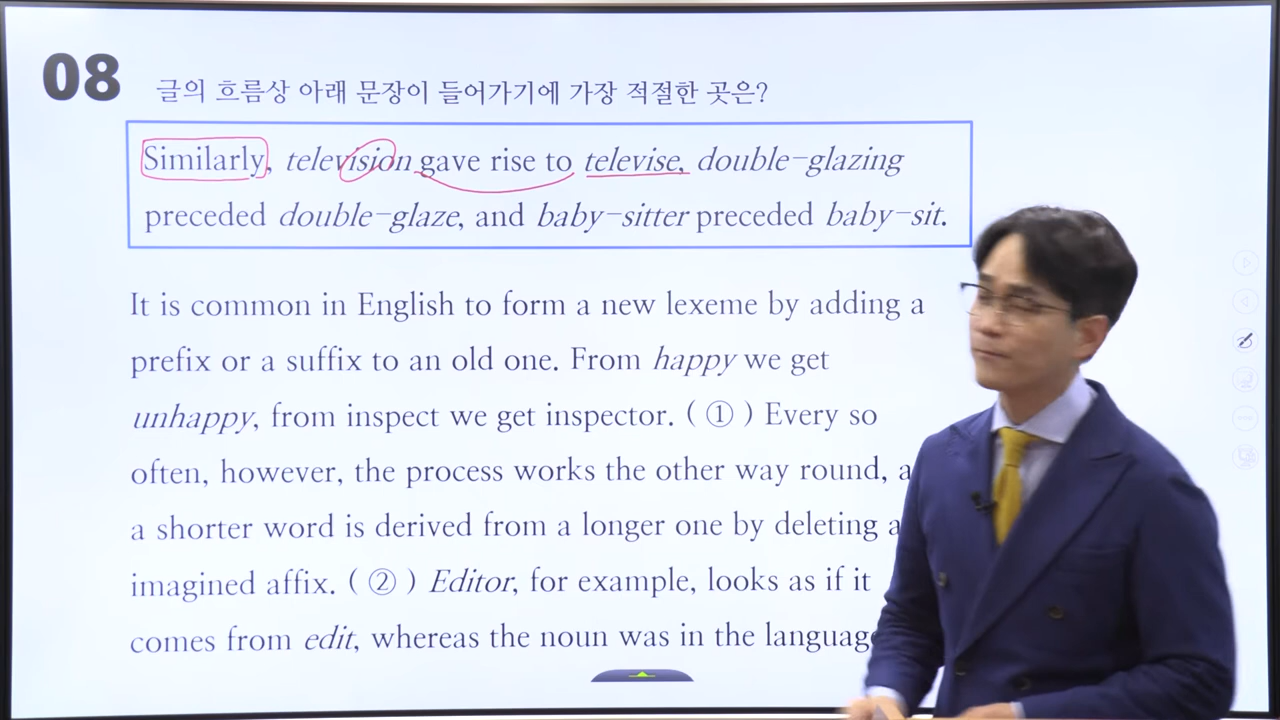 08 글의 흐름상 아래 문장이 들어가기에 가장 적절한 곳은?
Similarly, television gave rise to televise, double-glazing
preceded double-glaze, and baby-sitter preceded baby-sit.
It is common in English to form a new lexeme by adding a
prefix or a suffix to an old one. From happy we get
unhappy, from inspect we get inspector. ( ① ) Every so
often, however, the process works the other way round,
a shorter word is derived from a longer one by deleting
imagined affix. ( ② ) Editor, for example, looks as if it
comes from edit, whereas the noun was in the language